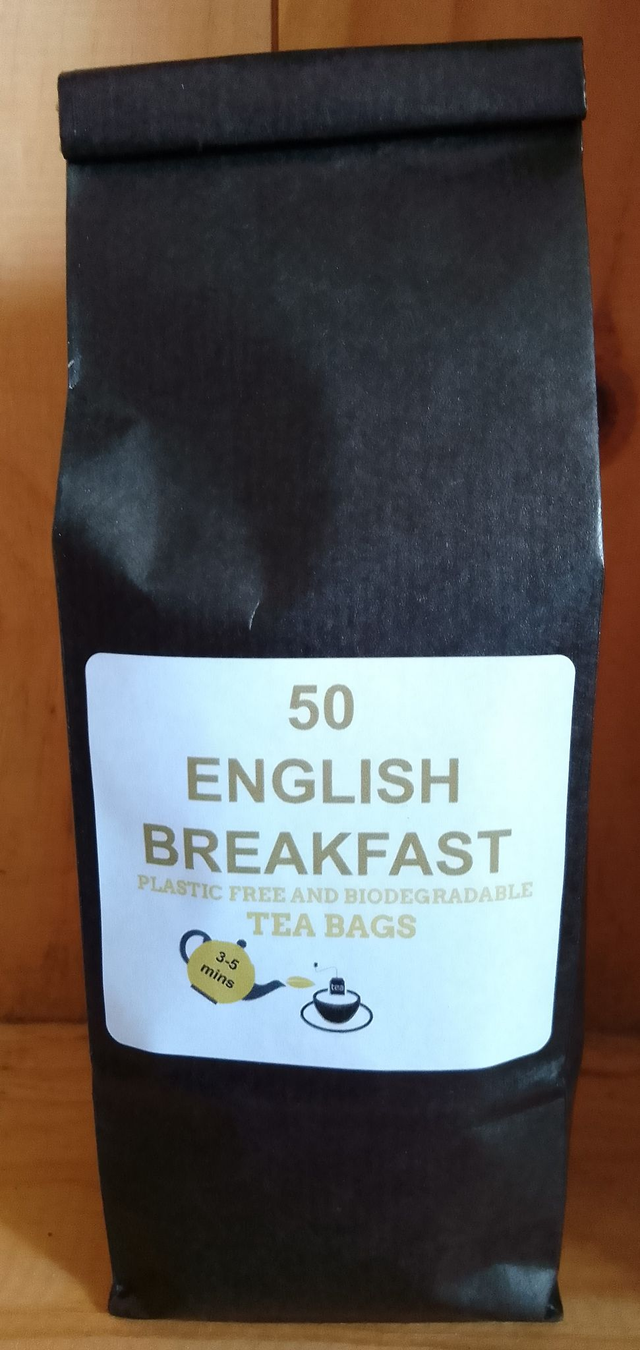 50
ENGLISH
BREAKFAST
PLASTIC FREE AND BIODEGRADABLE
TEA BAGS
3-5
mins
tea